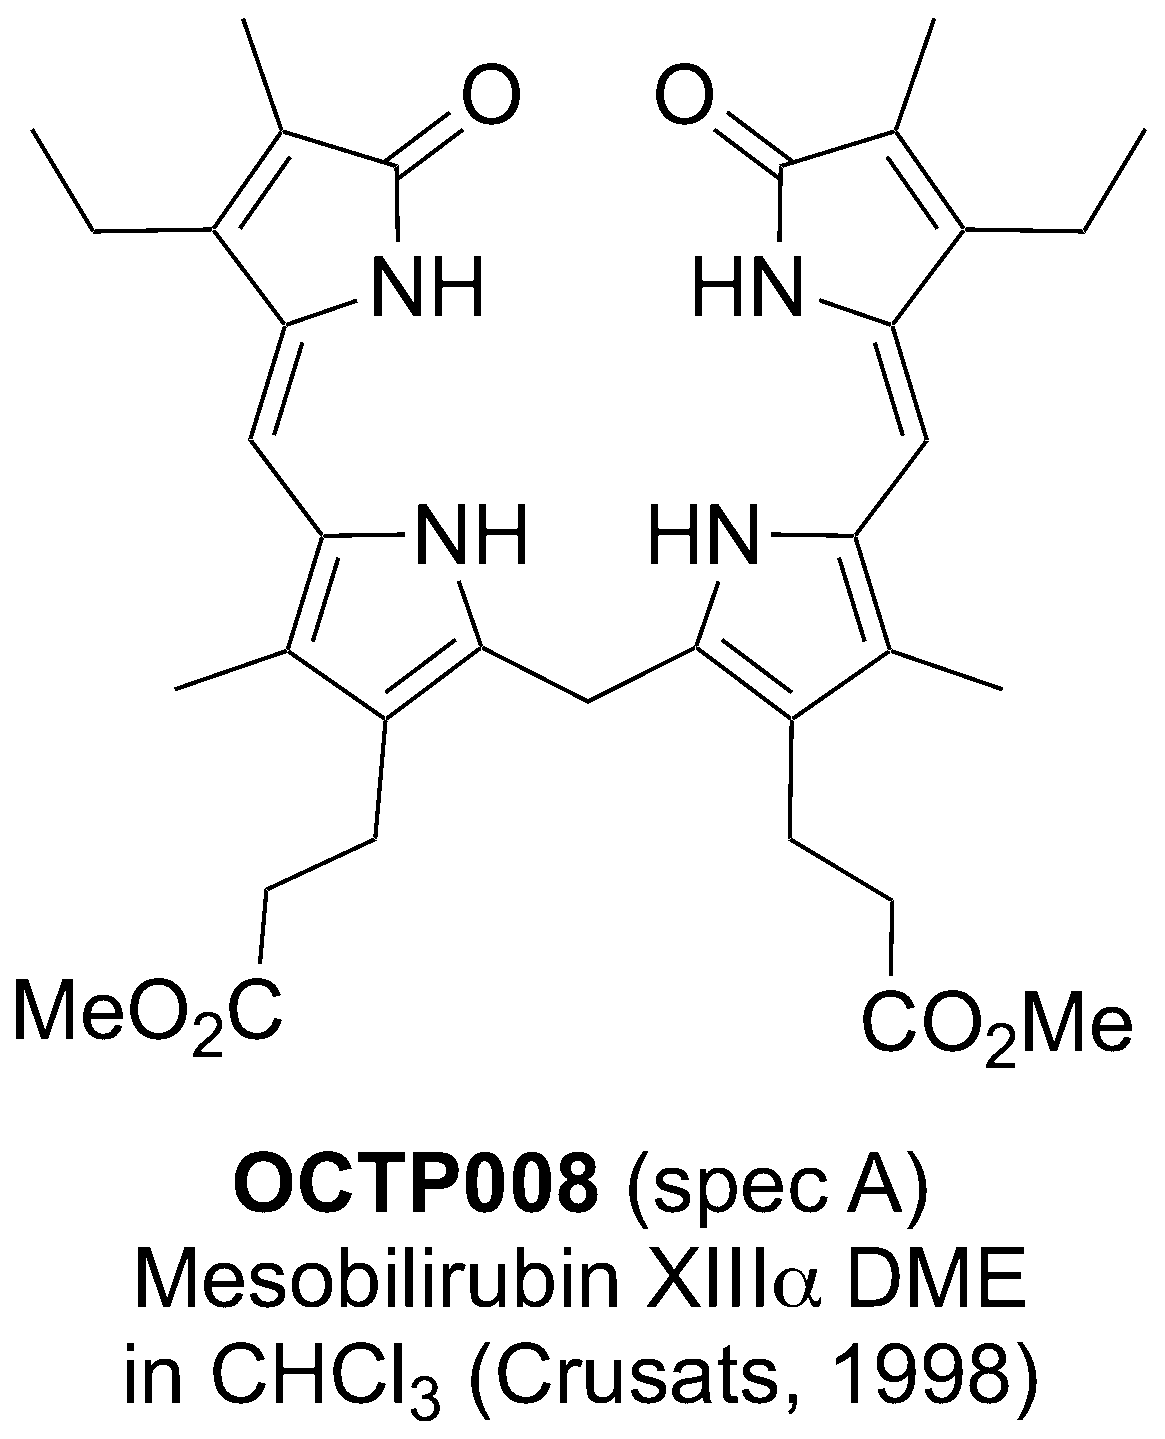 O O
NH HN
NH HN
MeO₂C CO₂Me
OCTP008 (spec A)
Mesobilirubin XIIIα DME
in CHCl₃ (Crusats, 1998)